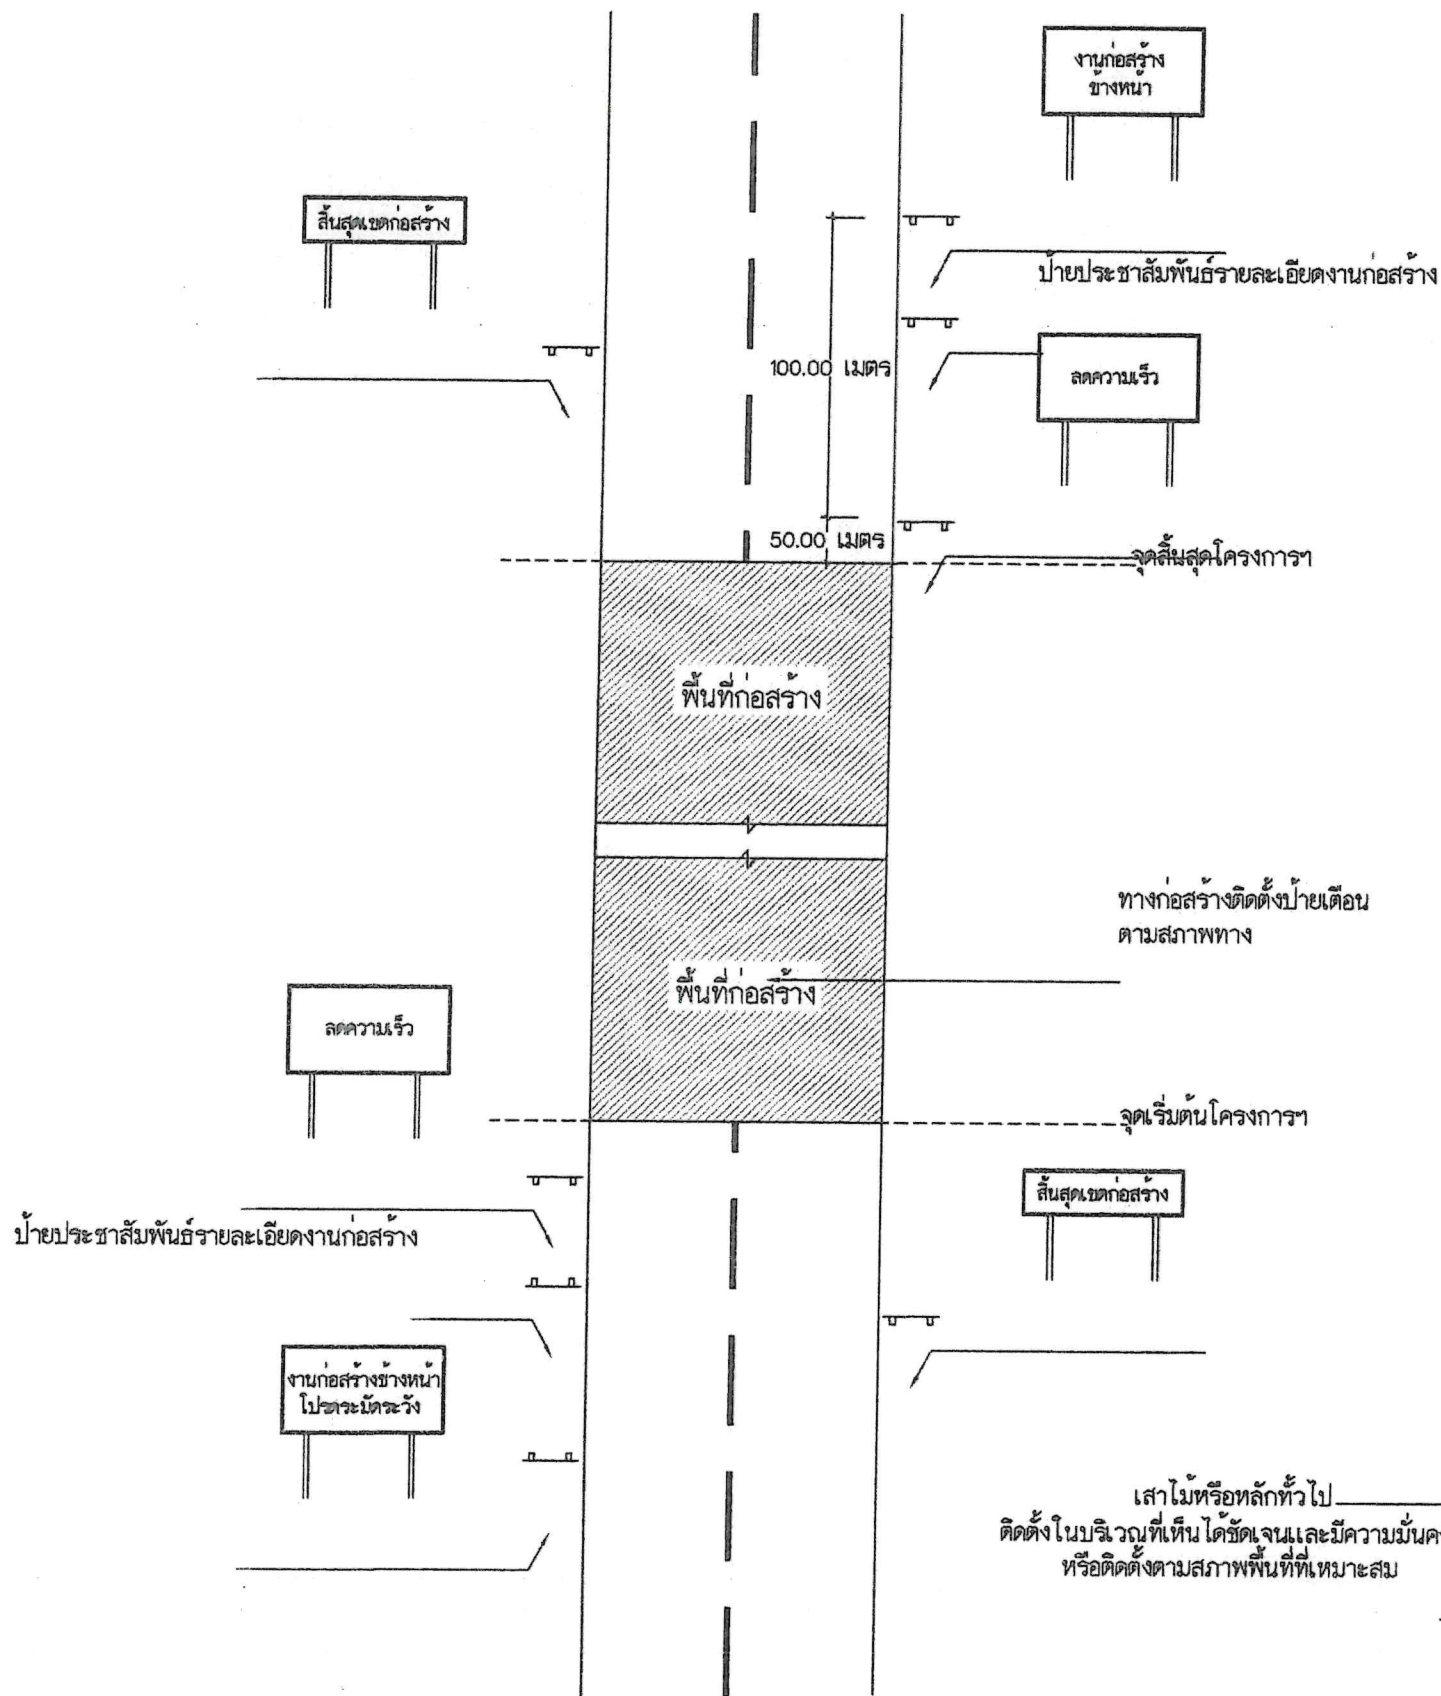 งานก่อสร้าง
ข้างหน้า
สิ้นสุดเขตก่อสร้าง
ป้ายประชาสัมพันธ์รายละเอียดงานก่อสร้าง
100.00 เมตร
ลดความเร็ว
50.00 เมตร
จุดสิ้นสุดโครงการฯ
พื้นที่ก่อสร้าง
ทางก่อสร้างติดตั้งป้ายเตือน
ตามสภาพทาง
พื้นที่ก่อสร้าง
ลดความเร็ว
จุดเริ่มต้นโครงการฯ
สิ้นสุดเขตก่อสร้าง
ป้ายประชาสัมพันธ์รายละเอียดงานก่อสร้าง
งานก่อสร้างข้างหน้า
โปรดระมัดระวัง
เสาไม้หรือหลักทั่วไป
ติดตั้งในบริเวณที่เห็นได้ชัดเจนและมีความมั่นค
หรือติดตั้งตามสภาพพื้นที่ที่เหมาะสม